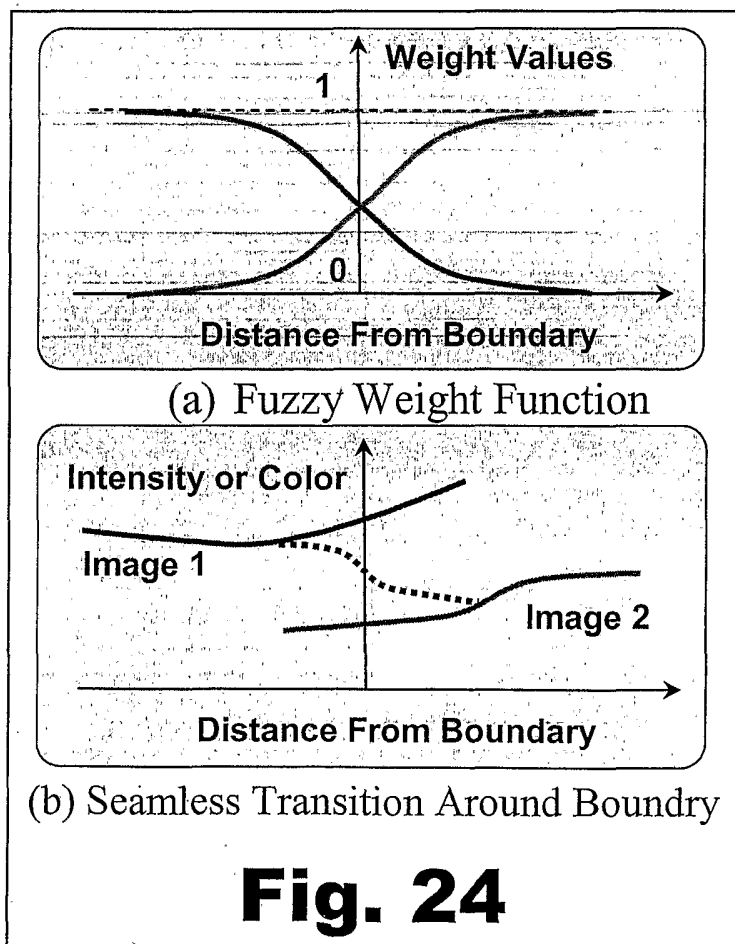 Weight Values
1
0
Distance From Boundary
(a) Fuzzy Weight Function
Intensity or Color
Image 1
Image 2
Distance From Boundary
(b) Seamless Transition Around Boundry
Fig. 24